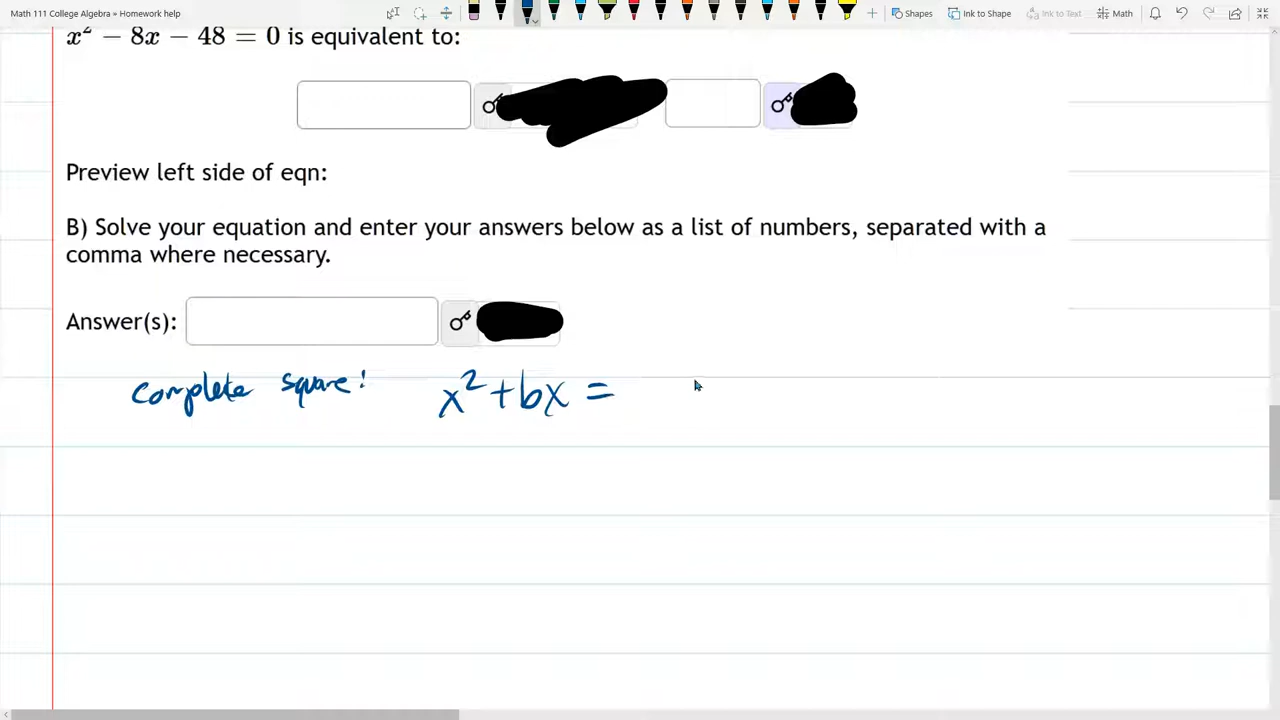 Math 111 College Algebra » Homework help
Shapes
Ink to Shape
Ink to Text
Math
x² − 8x − 48 = 0 is equivalent to:
Preview left side of eqn:
B) Solve your equation and enter your answers below as a list of numbers, separated with a
comma where necessary.
Answer(s):
complete square: x² + bx =